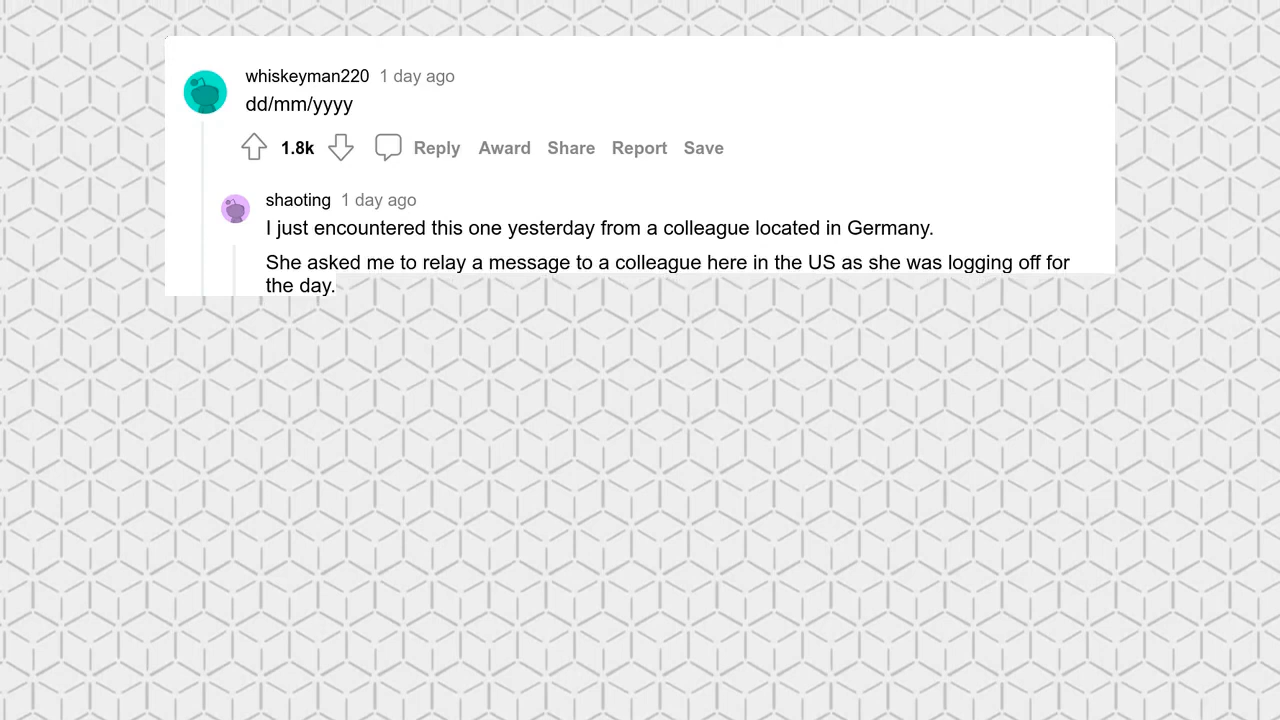 whiskeyman220 1 day ago
dd/mm/yyyy
1.8k Reply Award Share Report Save
shaoting 1 day ago
I just encountered this one yesterday from a colleague located in Germany.
She asked me to relay a message to a colleague here in the US as she was logging off for
the day.